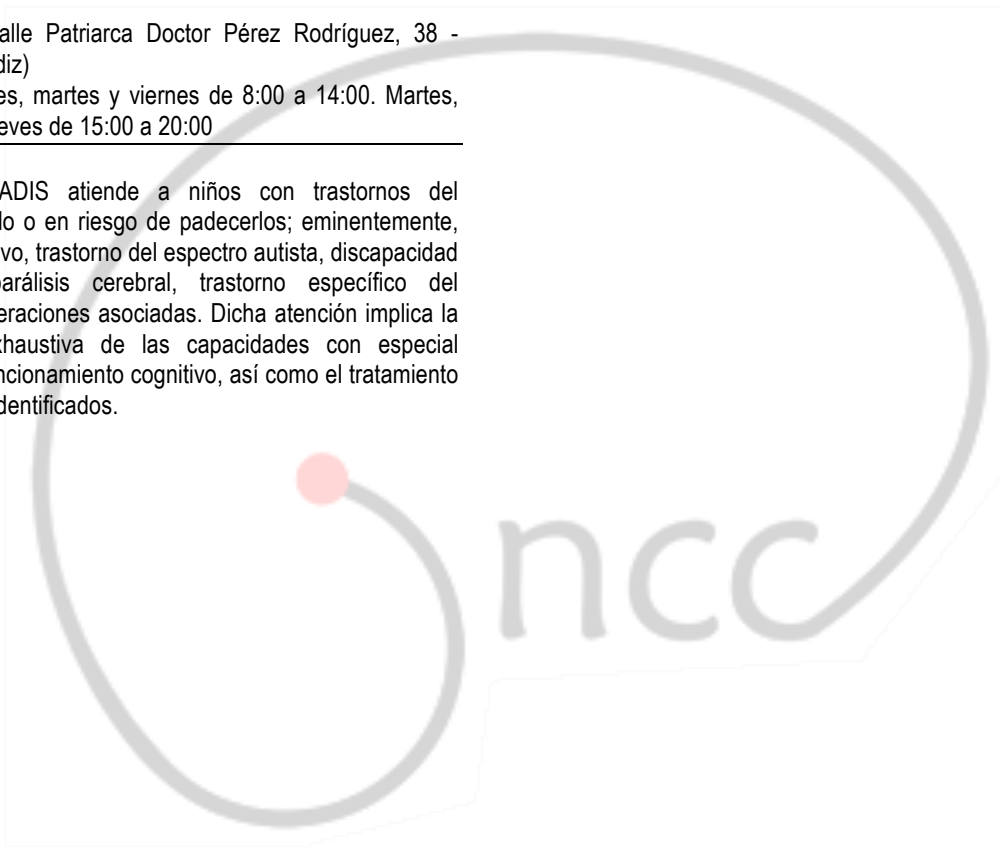 alle Patriarca Doctor Pérez Rodríguez, 38 -
diz)
es, martes y viernes de 8:00 a 14:00. Martes,
eves de 15:00 a 20:00
ADIS atiende a niños con trastornos del
lo o en riesgo de padecerlos; eminentemente,
vo, trastorno del espectro autista, discapacidad
parálisis cerebral, trastorno específico del
eraciones asociadas. Dicha atención implica la
xhaustiva de las capacidades con especial
ncionamiento cognitivo, así como el tratamiento
dentificados.
ncc